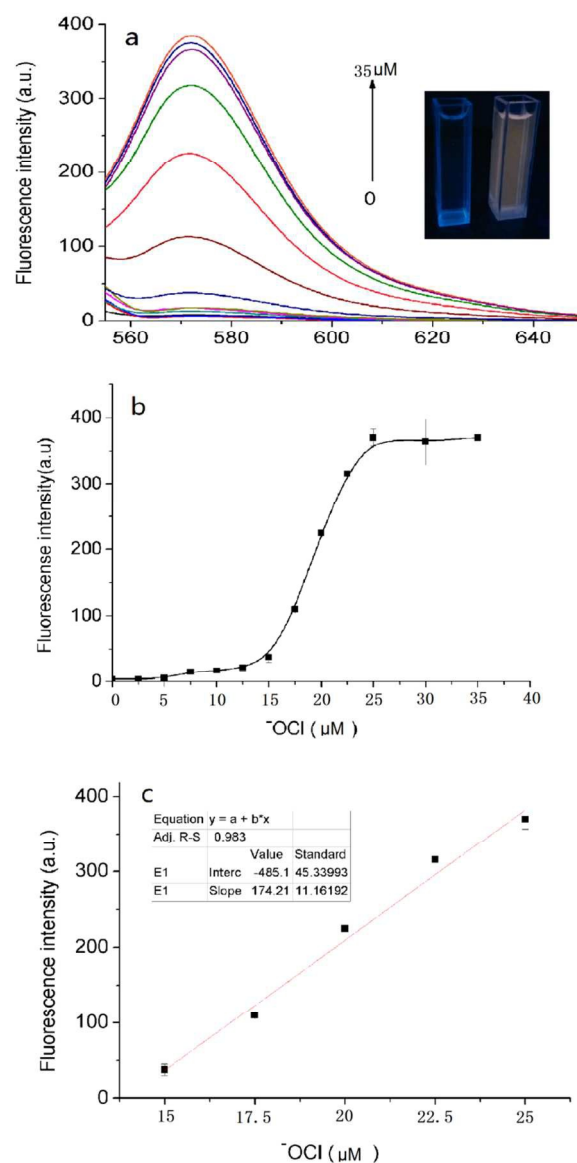 a
400
300
200
100
0
Fluorescence intensity (a.u.)
35μM
0
560 580 600 620 640
b
400
300
200
100
0
Fluorescense intensity(a.u)
0 5 10 15 20 25 30 35 40
⁻OCl ( μM )
c
400
300
200
100
0
Fluorescence intensity (a.u.)
Equation y = a + b*x
Adj. R-S 0.983
Value Standard
E1 Interc -485.1 45.33993
E1 Slope 174.21 11.16192
15 17.5 20 22.5 25
⁻OCl ( μM )